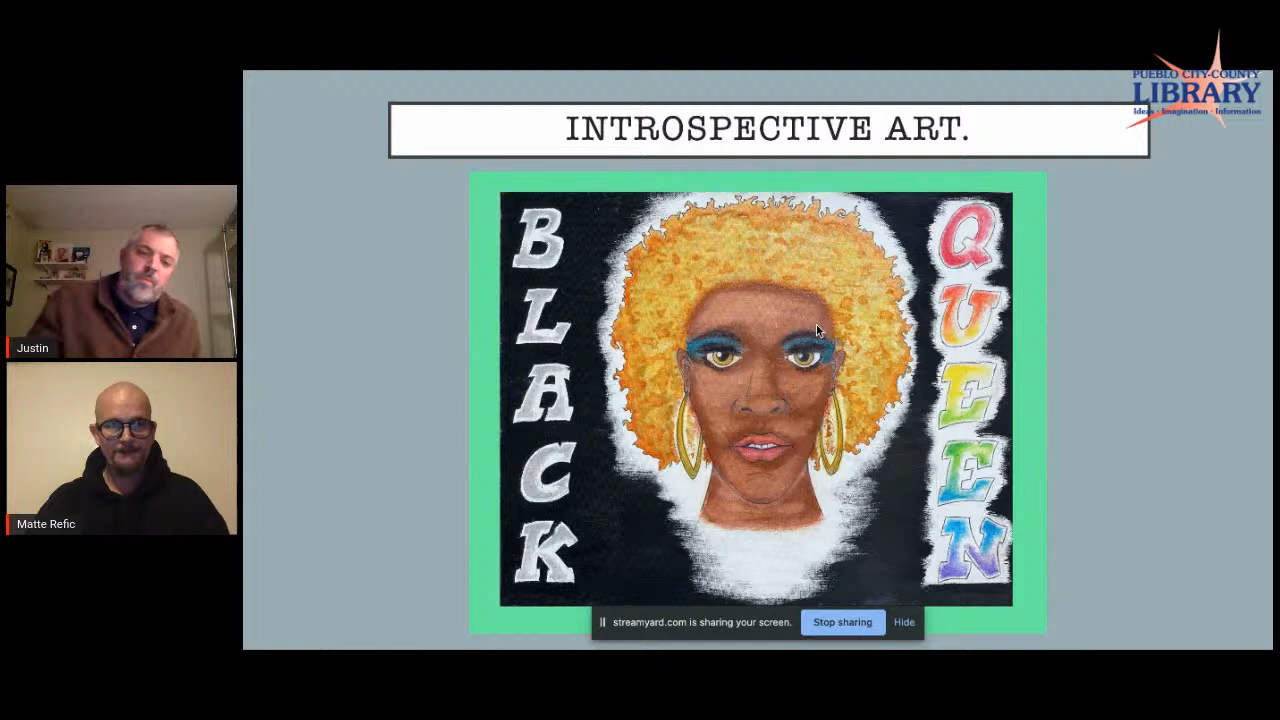 PUEBLO CITY-COUNTY
LIBRARY
Ideas · Imagination · Information
INTROSPECTIVE ART.
BLACK
QUEEN
Justin
Matte Refic
streamyard.com is sharing your screen.
Stop sharing
Hide